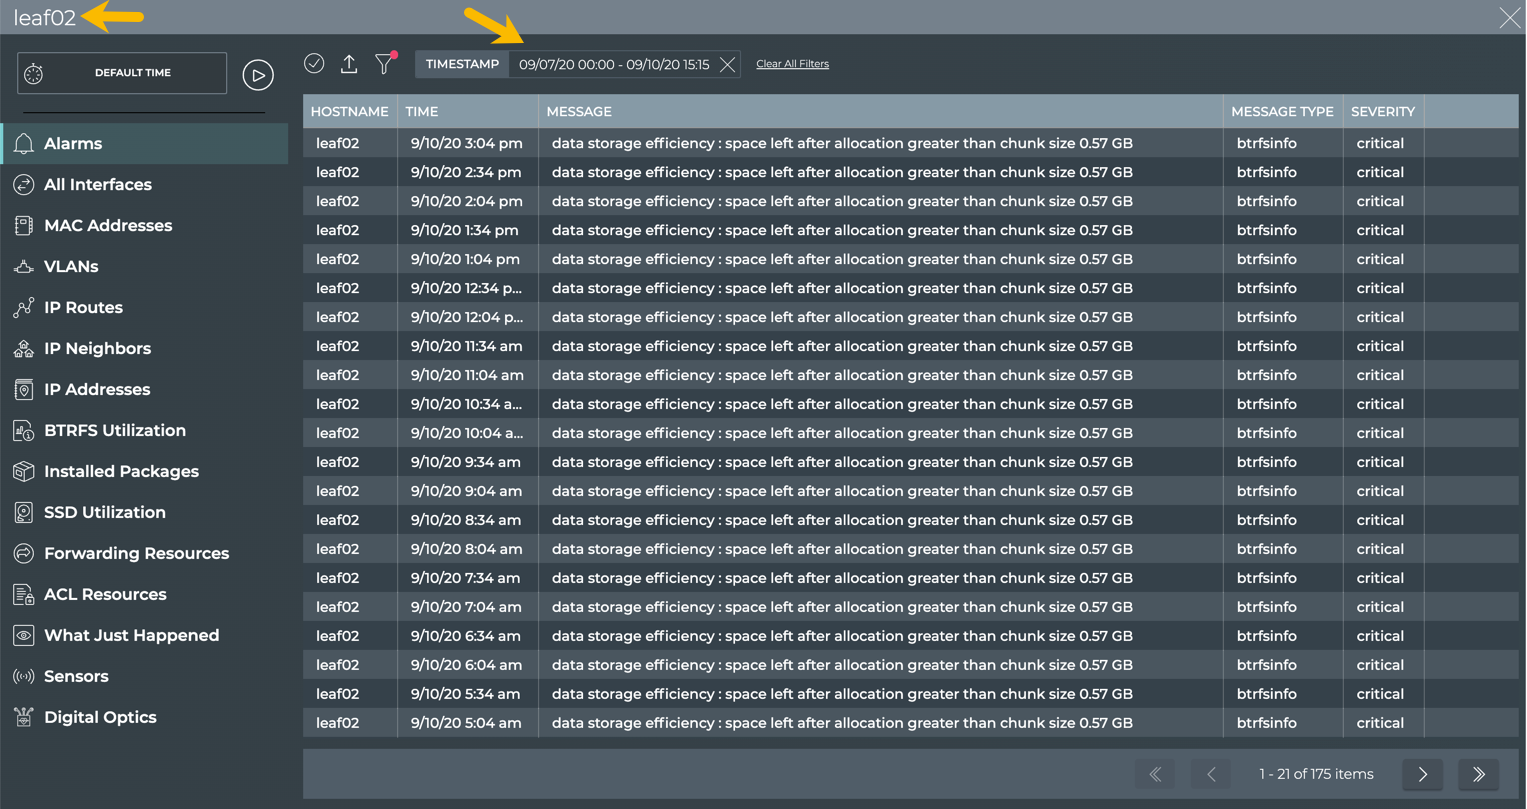 leaf02
DEFAULT TIME
TIMESTAMP 09/07/20 00:00 - 09/10/20 15:15 Clear All Filters
Alarms
All Interfaces
MAC Addresses
VLANs
IP Routes
IP Neighbors
IP Addresses
BTRFS Utilization
Installed Packages
SSD Utilization
Forwarding Resources
ACL Resources
What Just Happened
Sensors
Digital Optics
HOSTNAME TIME MESSAGE MESSAGE TYPE SEVERITY
leaf02 9/10/20 3:04 pm data storage efficiency : space left after allocation greater than chunk size 0.57 GB btrfsinfo critical
leaf02 9/10/20 2:34 pm data storage efficiency : space left after allocation greater than chunk size 0.57 GB btrfsinfo critical
leaf02 9/10/20 2:04 pm data storage efficiency : space left after allocation greater than chunk size 0.57 GB btrfsinfo critical
leaf02 9/10/20 1:34 pm data storage efficiency : space left after allocation greater than chunk size 0.57 GB btrfsinfo critical
leaf02 9/10/20 1:04 pm data storage efficiency : space left after allocation greater than chunk size 0.57 GB btrfsinfo critical
leaf02 9/10/20 12:34 p... data storage efficiency : space left after allocation greater than chunk size 0.57 GB btrfsinfo critical
leaf02 9/10/20 12:04 p... data storage efficiency : space left after allocation greater than chunk size 0.57 GB btrfsinfo critical
leaf02 9/10/20 11:34 am data storage efficiency : space left after allocation greater than chunk size 0.57 GB btrfsinfo critical
leaf02 9/10/20 11:04 am data storage efficiency : space left after allocation greater than chunk size 0.57 GB btrfsinfo critical
leaf02 9/10/20 10:34 a... data storage efficiency : space left after allocation greater than chunk size 0.57 GB btrfsinfo critical
leaf02 9/10/20 10:04 a... data storage efficiency : space left after allocation greater than chunk size 0.57 GB btrfsinfo critical
leaf02 9/10/20 9:34 am data storage efficiency : space left after allocation greater than chunk size 0.57 GB btrfsinfo critical
leaf02 9/10/20 9:04 am data storage efficiency : space left after allocation greater than chunk size 0.57 GB btrfsinfo critical
leaf02 9/10/20 8:34 am data storage efficiency : space left after allocation greater than chunk size 0.57 GB btrfsinfo critical
leaf02 9/10/20 8:04 am data storage efficiency : space left after allocation greater than chunk size 0.57 GB btrfsinfo critical
leaf02 9/10/20 7:34 am data storage efficiency : space left after allocation greater than chunk size 0.57 GB btrfsinfo critical
leaf02 9/10/20 7:04 am data storage efficiency : space left after allocation greater than chunk size 0.57 GB btrfsinfo critical
leaf02 9/10/20 6:34 am data storage efficiency : space left after allocation greater than chunk size 0.57 GB btrfsinfo critical
leaf02 9/10/20 6:04 am data storage efficiency : space left after allocation greater than chunk size 0.57 GB btrfsinfo critical
leaf02 9/10/20 5:34 am data storage efficiency : space left after allocation greater than chunk size 0.57 GB btrfsinfo critical
leaf02 9/10/20 5:04 am data storage efficiency : space left after allocation greater than chunk size 0.57 GB btrfsinfo critical
1 - 21 of 175 items